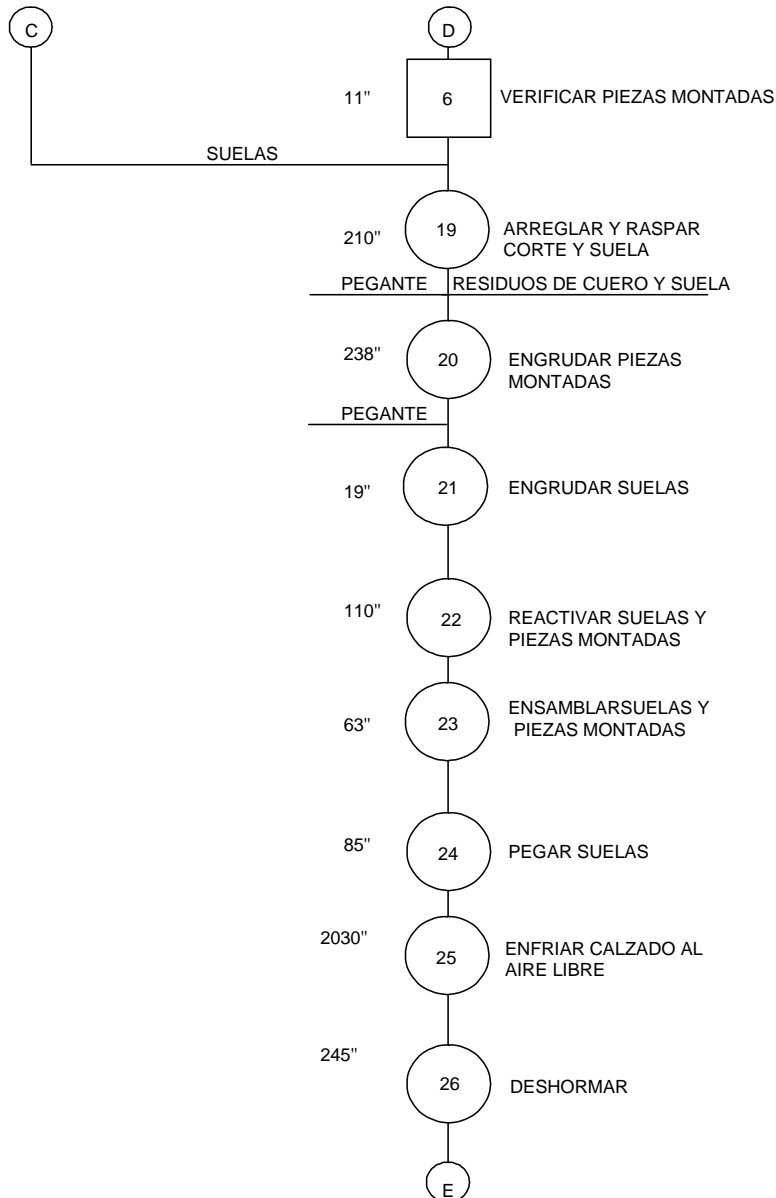 C
D
11" 6 VERIFICAR PIEZAS MONTADAS
SUELAS
210" 19 ARREGLAR Y RASPAR
CORTE Y SUELA
PEGANTE RESIDUOS DE CUERO Y SUELA
238" 20 ENGRUDAR PIEZAS
MONTADAS
PEGANTE
19" 21 ENGRUDAR SUELAS
110" 22 REACTIVAR SUELAS Y
PIEZAS MONTADAS
63" 23 ENSAMBLARSUELAS Y
PIEZAS MONTADAS
85" 24 PEGAR SUELAS
2030" 25 ENFRIAR CALZADO AL
AIRE LIBRE
245" 26 DESHORMAR
E